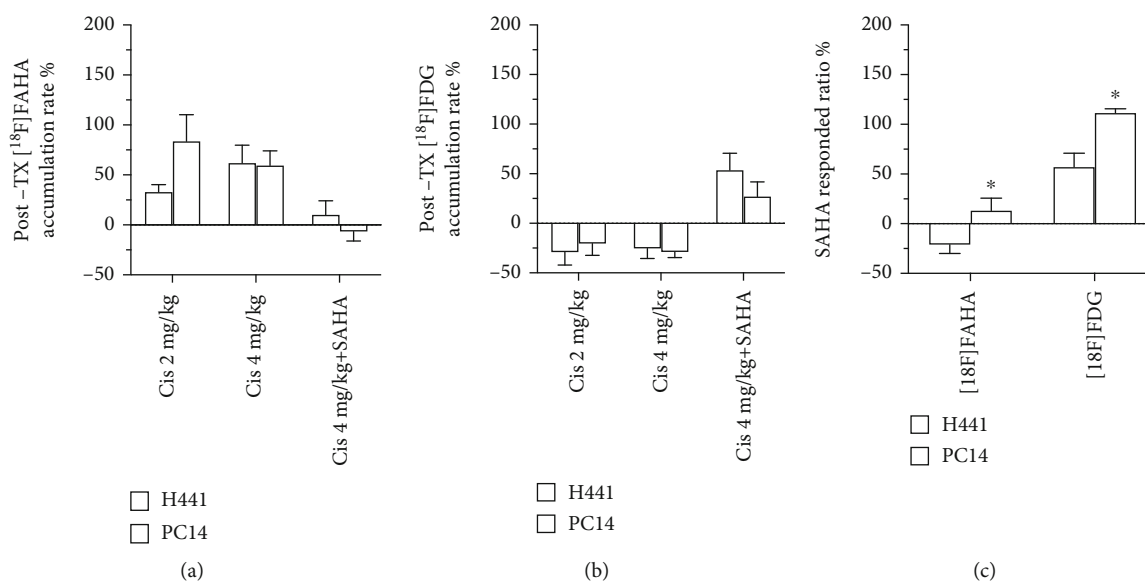 Post –TX [¹⁸F]FAHA
accumulation rate %
200
150
100
50
0
–50
Cis 2 mg/kg
Cis 4 mg/kg
Cis 4 mg/kg+SAHA
H441
PC14
(a)
Post –TX [¹⁸F]FDG
accumulation rate %
200
150
100
50
0
–50
Cis 2 mg/kg
Cis 4 mg/kg
Cis 4 mg/kg+SAHA
H441
PC14
(b)
SAHA responded ratio %
200
150
100
50
0
–50
*
*
[18F]FAHA
[18F]FDG
H441
PC14
(c)